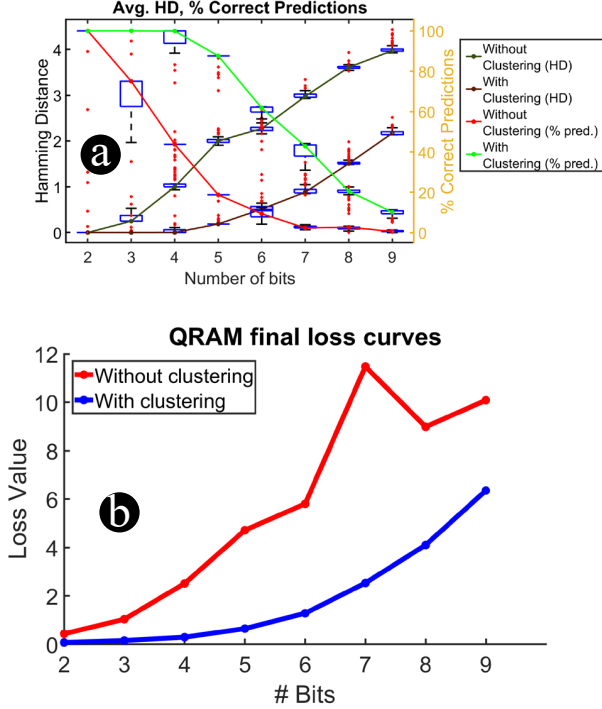 Avg. HD, % Correct Predictions
Hamming Distance
4
3
2
1
0
a
100
80
60
40
20
0
% Correct Predictions
2 3 4 5 6 7 8 9
Number of bits
Without
Clustering (HD)
With
Clustering (HD)
Without
Clustering (% pred.)
With
Clustering (% pred.)
QRAM final loss curves
Loss Value
12
10
8
6
4
2
0
Without clustering
With clustering
b
2 3 4 5 6 7 8 9
# Bits